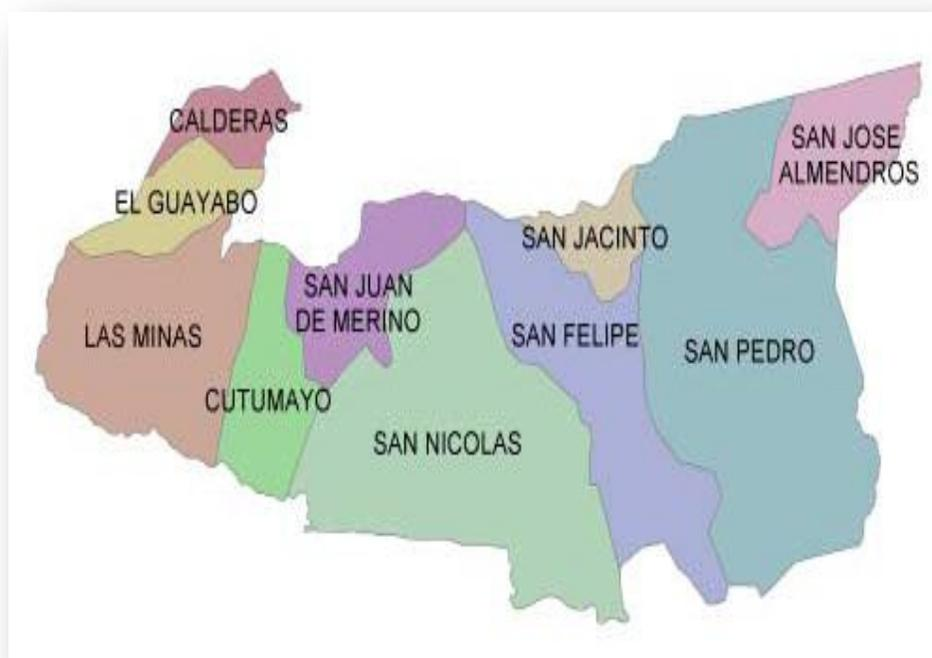 CALDERAS
EL GUAYABO
LAS MINAS
CUTUMAYO
SAN JUAN
DE MERINO
SAN NICOLAS
SAN JACINTO
SAN FELIPE
SAN PEDRO
SAN JOSE
ALMENDROS